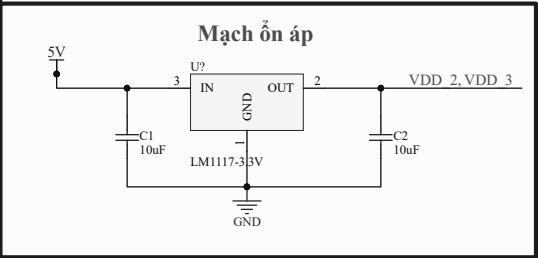 Mạch ổn áp
5V
U?
3
IN
OUT
2
VDD_2, VDD_3
GND
C1
10uF
1
C2
10uF
LM1117-3.3V
GND